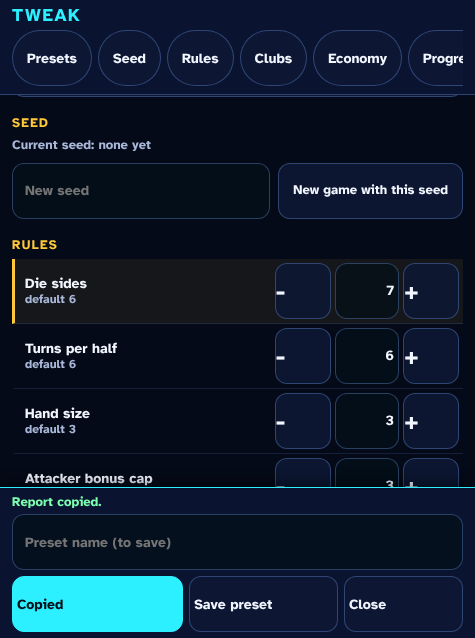 TWEAK
Presets
Seed
Rules
Clubs
Economy
Progre
SEED
Current seed: none yet
New seed
New game with this seed
RULES
Die sides
default 6
- 7 +
Turns per half
default 6
- 6 +
Hand size
default 3
- 3 +
Attacker bonus cap
- 3 +
Report copied.
Preset name (to save)
Copied
Save preset
Close